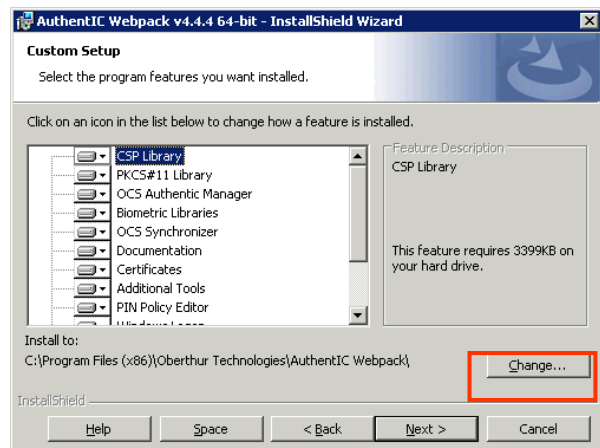 AuthentIC Webpack v4.4.4 64-bit - InstallShield Wizard
Custom Setup
Select the program features you want installed.
Click on an icon in the list below to change how a feature is installed.
CSP Library
PKCS#11 Library
OCS Authentic Manager
Biometric Libraries
OCS Synchronizer
Documentation
Certificates
Additional Tools
PIN Policy Editor
Feature Description
CSP Library
This feature requires 3399KB on
your hard drive.
Install to:
C:\Program Files (x86)\Oberthur Technologies\AuthentIC Webpack\
Change...
InstallShield
Help
Space
< Back
Next >
Cancel